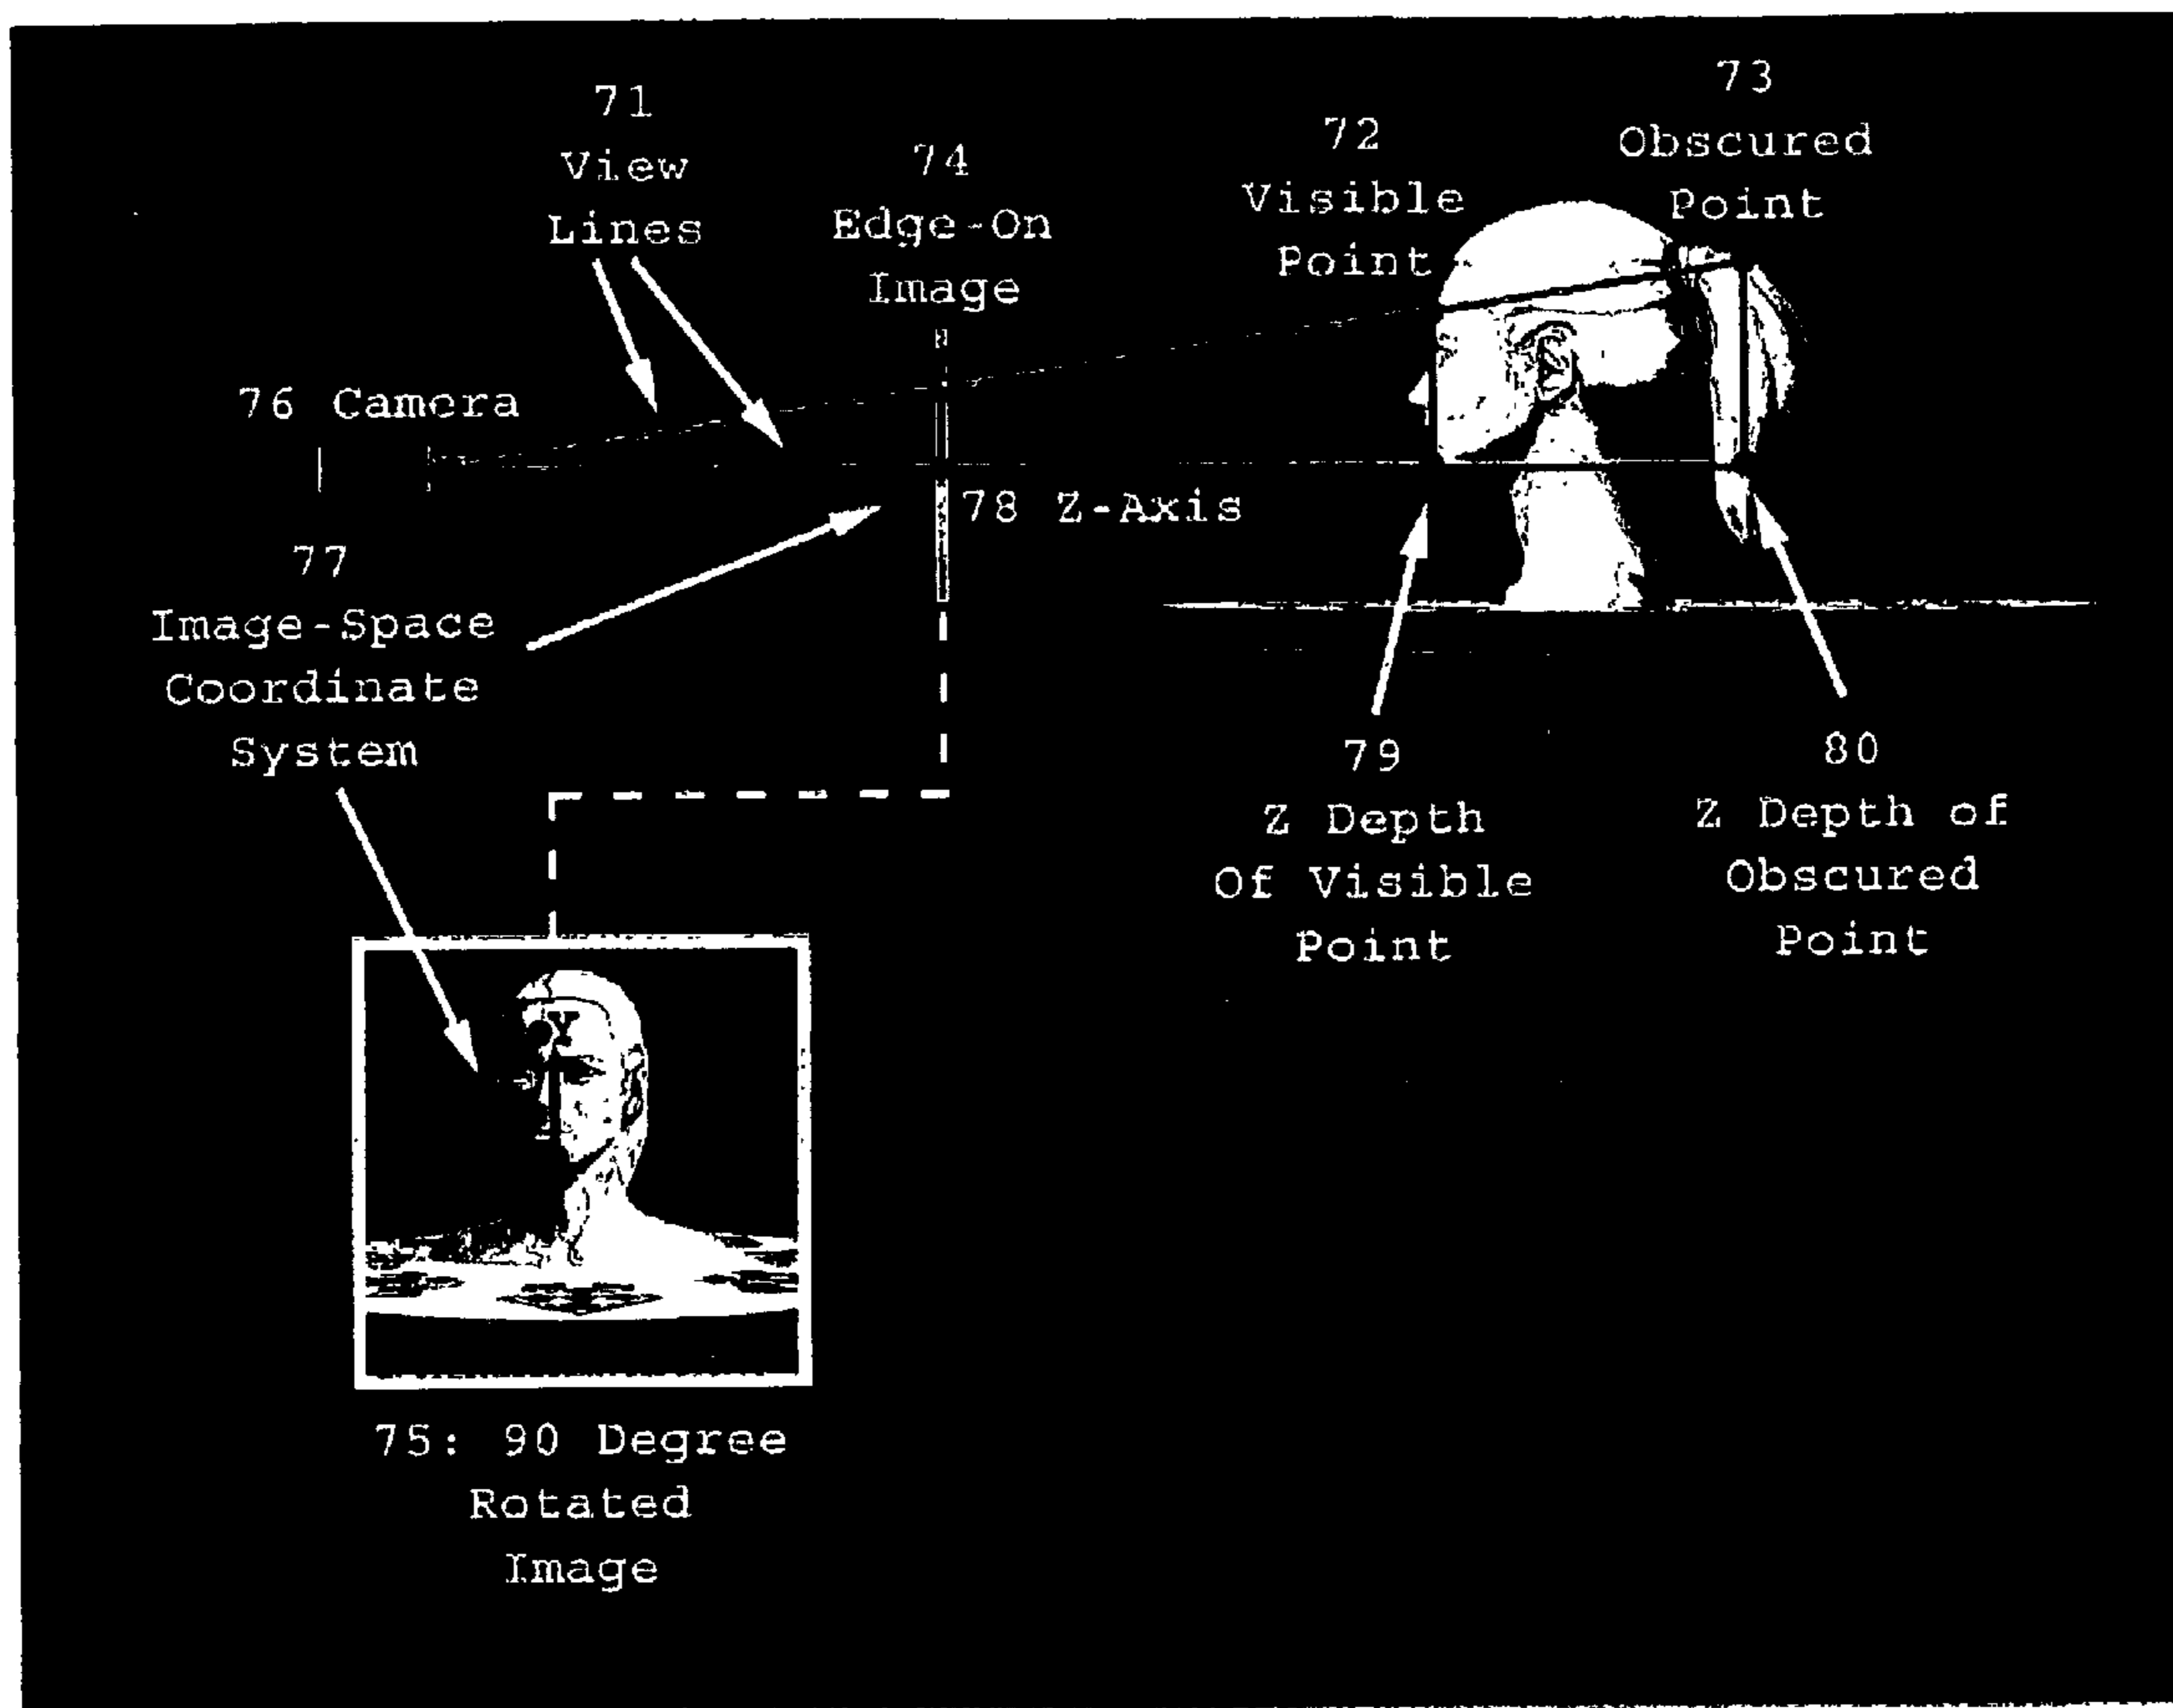 71
View
Lines
74
Edge-On
Image
72
Visible
Point
73
Obscured
Point
76 Camera
78 Z-Axis
77
Image-Space
Coordinate
System
79
Z Depth
Of Visible
Point
80
Z Depth of
Obscured
Point
75: 90 Degree
Rotated
Image